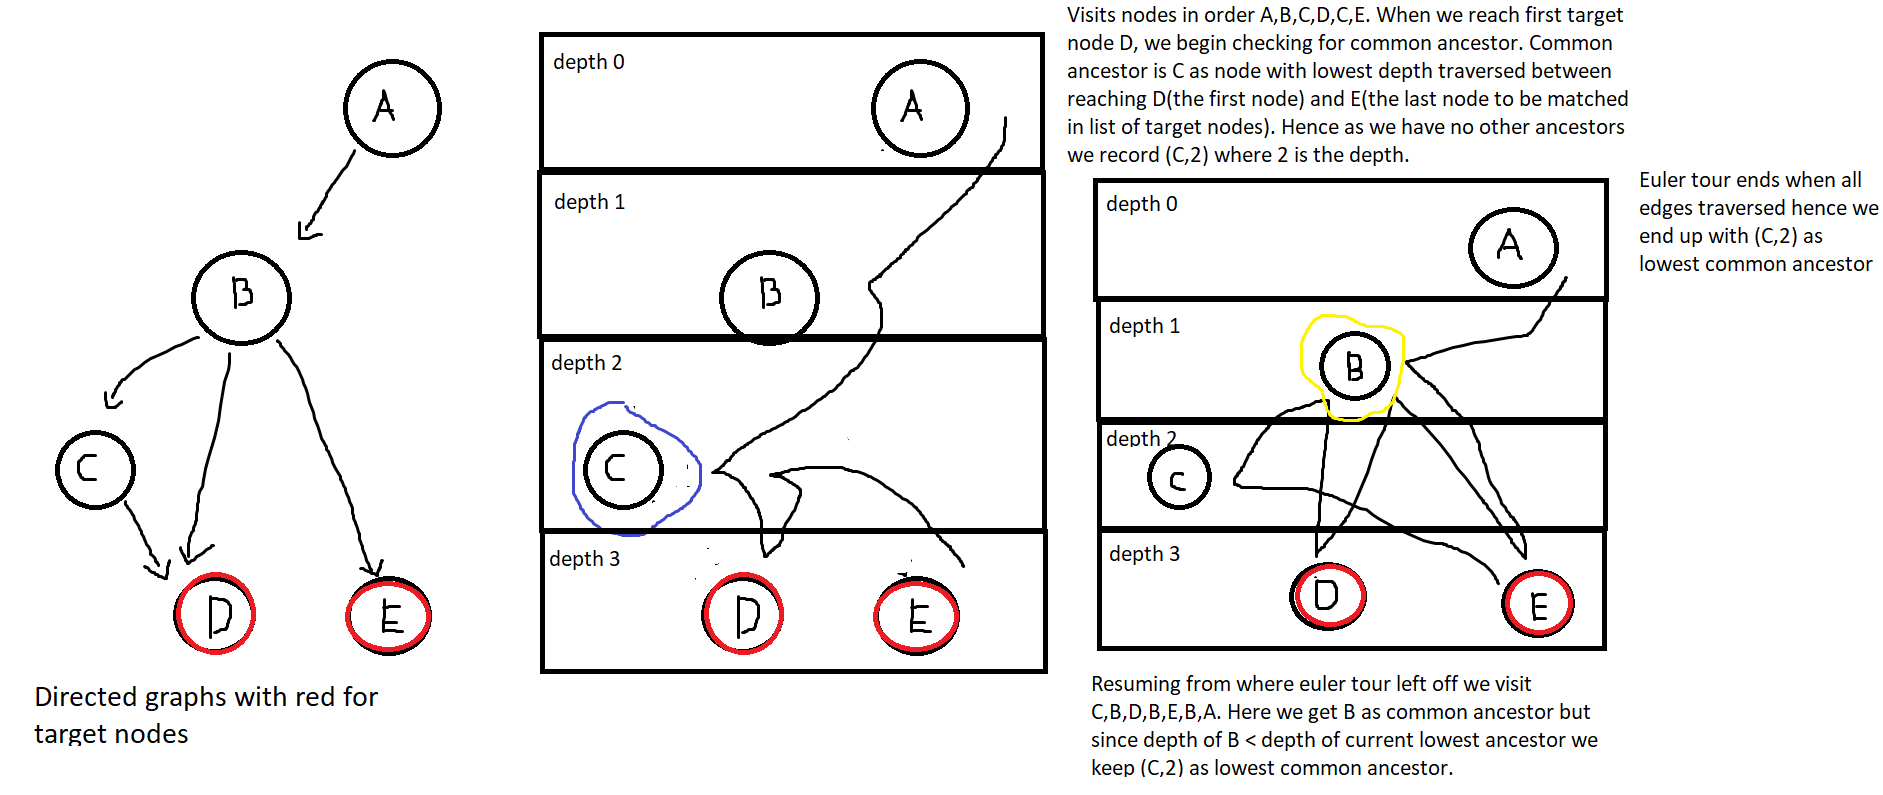 A
B
C
D
E
Directed graphs with red for
target nodes
depth 0
A
depth 1
B
depth 2
C
depth 3
D
E
Visits nodes in order A,B,C,D,C,E. When we reach first target
node D, we begin checking for common ancestor. Common
ancestor is C as node with lowest depth traversed between
reaching D(the first node) and E(the last node to be matched
in list of target nodes). Hence as we have no other ancestors
we record (C,2) where 2 is the depth.
depth 0
A
depth 1
B
depth 2
C
depth 3
D
E
Euler tour ends when all
edges traversed hence we
end up with (C,2) as
lowest common ancestor
Resuming from where euler tour left off we visit
C,B,D,B,E,B,A. Here we get B as common ancestor but
since depth of B < depth of current lowest ancestor we
keep (C,2) as lowest common ancestor.